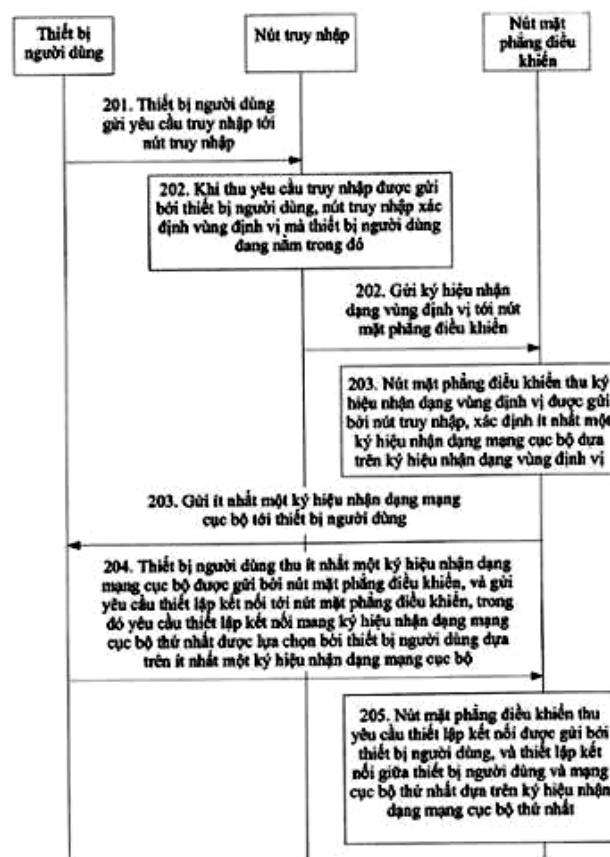 Thiết bị
người dùng
Nút truy nhập
Nút mặt
phẳng điều
khiển
201. Thiết bị người dùng
gửi yêu cầu truy nhập tới
nút truy nhập
202. Khi thu yêu cầu truy nhập được gửi
bởi thiết bị người dùng, nút truy nhập xác
định vùng định vị mà thiết bị người dùng
đang nằm trong đó
202. Gửi ký hiệu nhận
dạng vùng định vị tới nút
mặt phẳng điều khiển
203. Nút mặt phẳng điều khiển thu ký
hiệu nhận dạng vùng định vị được gửi
bởi nút truy nhập, xác định ít nhất một
ký hiệu nhận dạng mạng cục bộ dựa
trên ký hiệu nhận dạng vùng định vị
203. Gửi ít nhất một ký hiệu nhận dạng mạng
cục bộ tới thiết bị người dùng
204. Thiết bị người dùng thu ít nhất một ký hiệu nhận dạng
mạng cục bộ được gửi bởi nút mặt phẳng điều khiển, và gửi
yêu cầu thiết lập kết nối tới nút mặt phẳng điều khiển, trong
đó yêu cầu thiết lập kết nối mang ký hiệu nhận dạng mạng
cục bộ thứ nhất được lựa chọn bởi thiết bị người dùng dựa
trên ít nhất một ký hiệu nhận dạng mạng cục bộ
205. Nút mặt phẳng điều khiển thu
yêu cầu thiết lập kết nối được gửi bởi
thiết bị người dùng, và thiết lập kết
nối giữa thiết bị người dùng và mạng
cục bộ thứ nhất dựa trên ký hiệu nhận
dạng mạng cục bộ thứ nhất